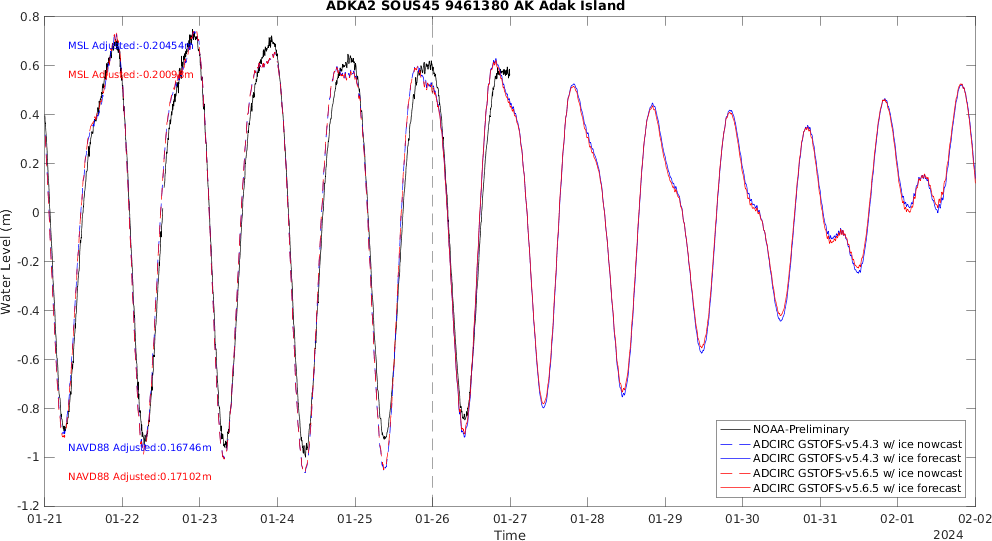 ADKA2 SOUS45 9461380 AK Adak Island
0.8
0.6
0.4
0.2
0
-0.2
-0.4
-0.6
-0.8
-1
-1.2
Water Level (m)
MSL Adjusted:-0.20454m
MSL Adjusted:-0.20098m
NAVD88 Adjusted:0.16746m
NAVD88 Adjusted:0.17102m
NOAA-Preliminary
ADCIRC GSTOFS-v5.4.3 w/ ice nowcast
ADCIRC GSTOFS-v5.4.3 w/ ice forecast
ADCIRC GSTOFS-v5.6.5 w/ ice nowcast
ADCIRC GSTOFS-v5.6.5 w/ ice forecast
01-21 01-22 01-23 01-24 01-25 01-26 01-27 01-28 01-29 01-30 01-31 02-01 02-02
Time
2024